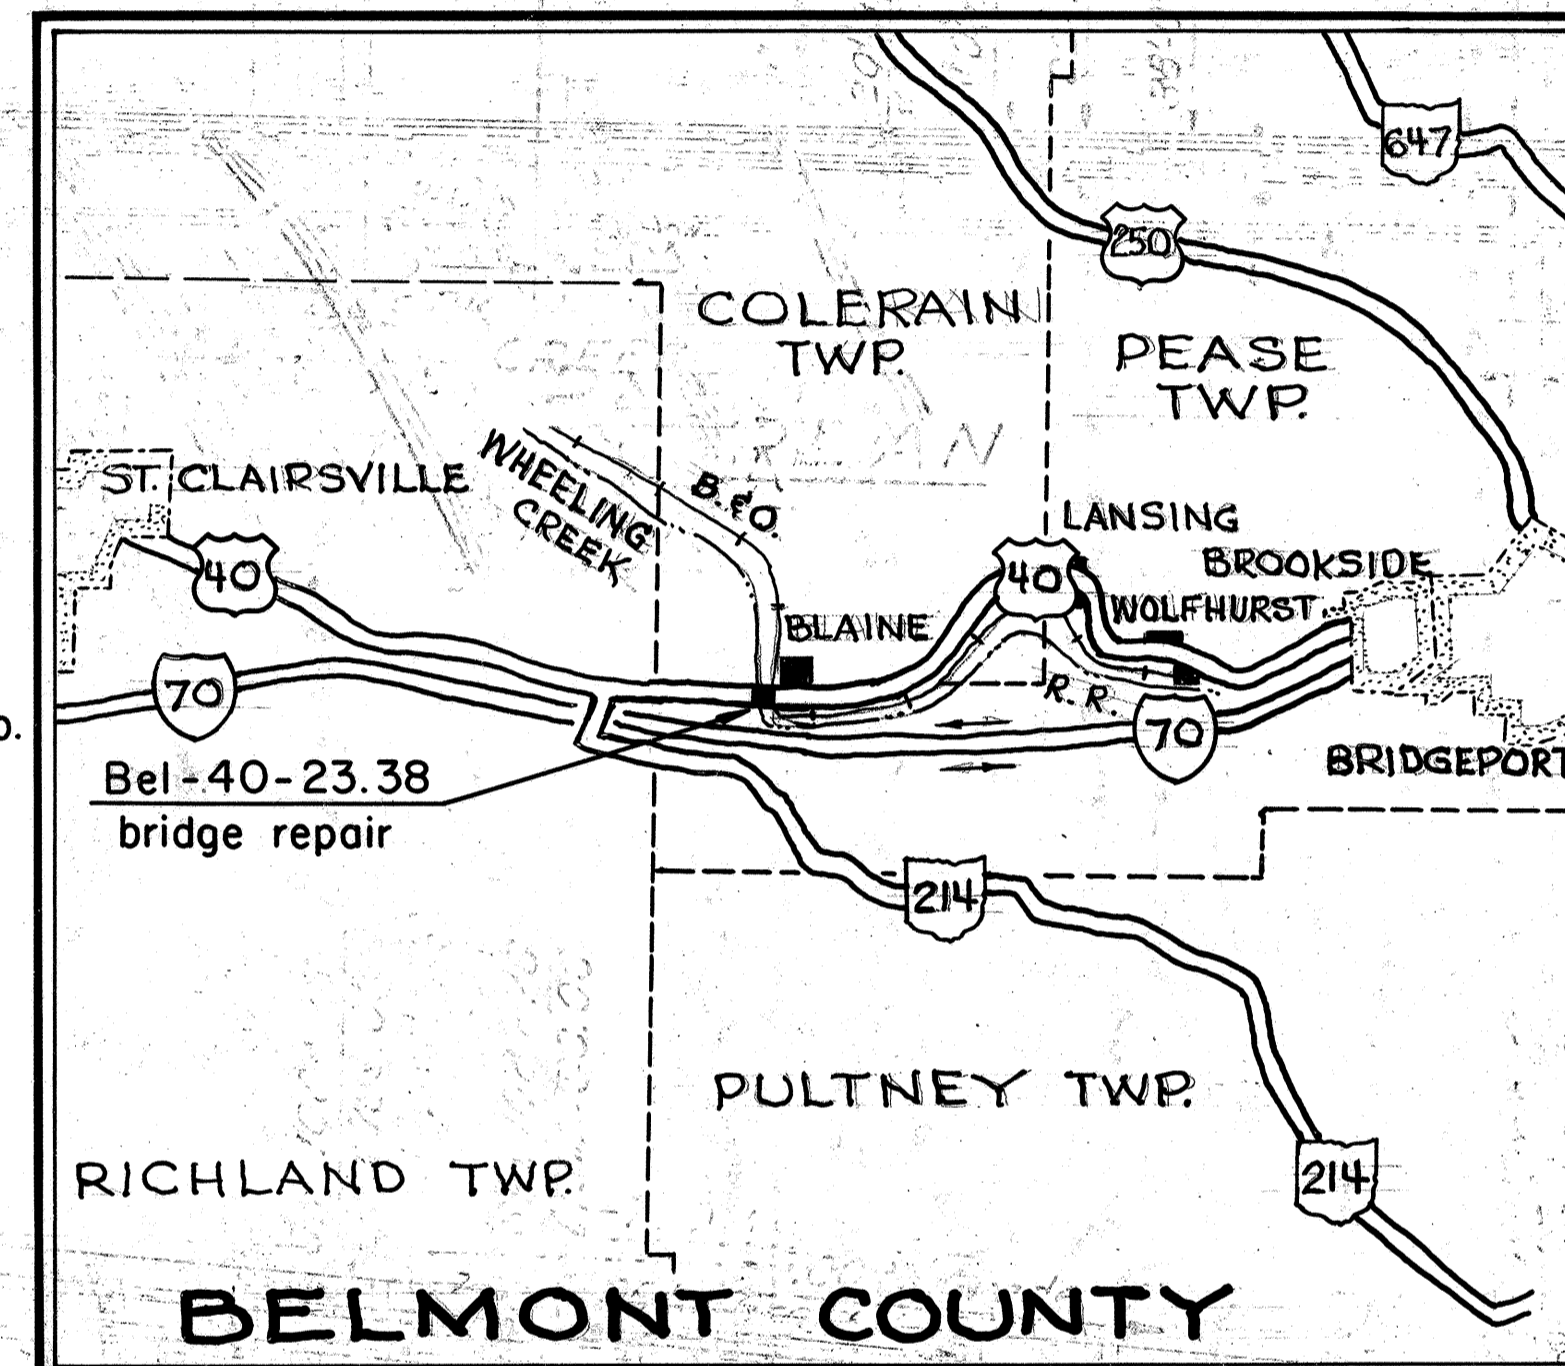 647
250
COLERAIN
TWP.
PEASE
TWP.
ST. CLAIRSVILLE
WHEELING
CREEK
B.&O.
LANSING
BROOKSIDE
40
40
WOLFHURST
BLAINE
70
R. R.
70
BRIDGEPORT
Bel-40-23.38
bridge repair
214
PULTNEY TWP.
RICHLAND TWP.
214
BELMONT COUNTY